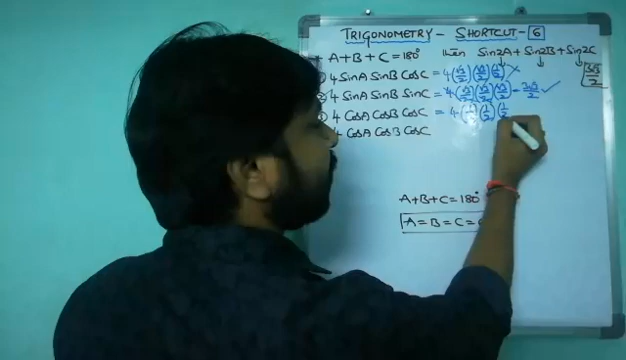 TRIGONOMETRY - SHORTCUT - 6
A+B+C = 180° then Sin2A + Sin2B + Sin2C
4 SinA SinB CosC = 4(√3/2)(√3/2)(1/2) ×
3√3/2
4 SinA SinB SinC = 4(√3/2)(√3/2)(√3/2) = 3√3/2 ✓
4 CosA CosB CosC = 4(1/2)(1/2)(1/2
4 CosA CosB CosC
A+B+C = 180°
A = B = C =